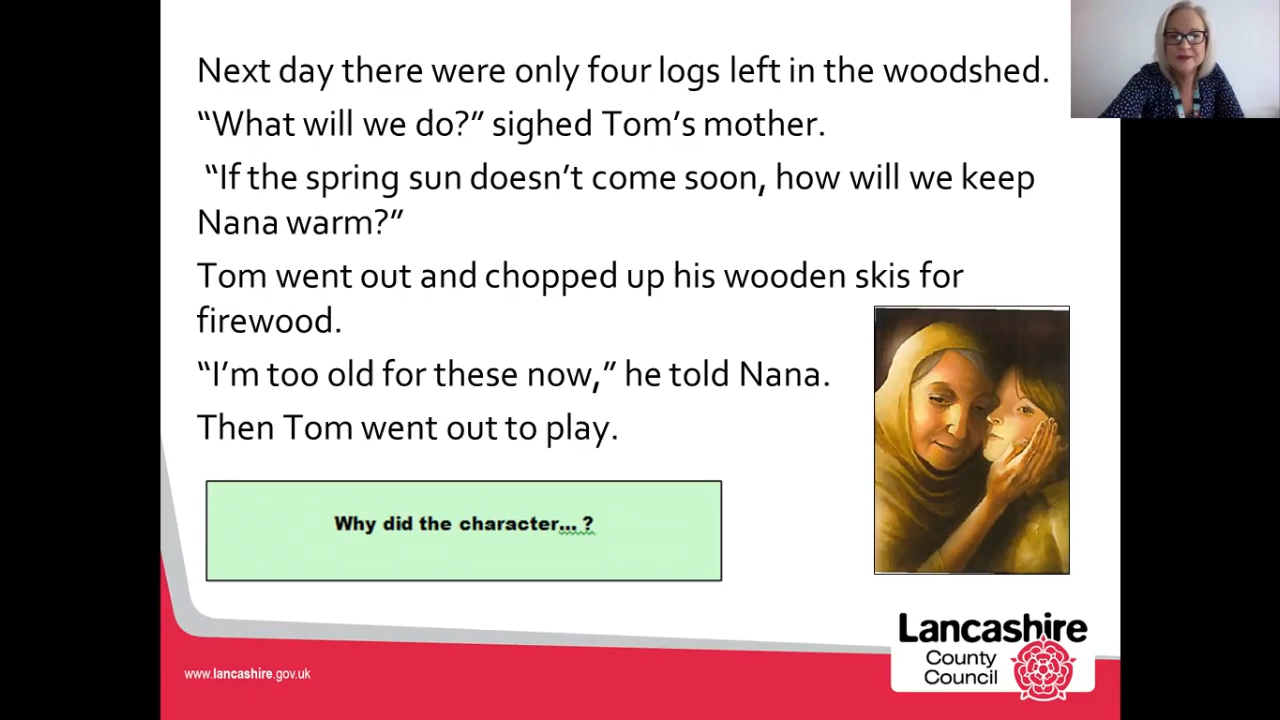 Next day there were only four logs left in the woodshed.
“What will we do?” sighed Tom’s mother.
“If the spring sun doesn’t come soon, how will we keep
Nana warm?”
Tom went out and chopped up his wooden skis for
firewood.
“I’m too old for these now,” he told Nana.
Then Tom went out to play.
Why did the character... ?
Lancashire
County
Council
www.lancashire.gov.uk